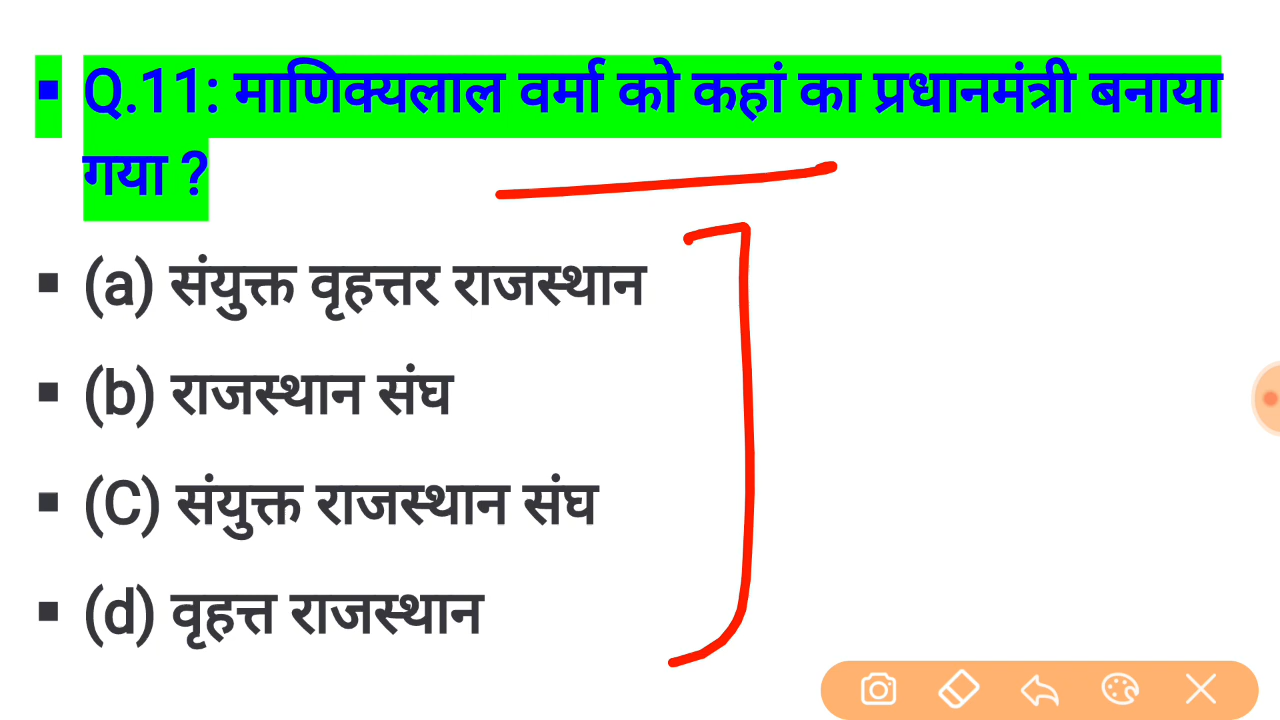 ▪ Q.11: माणिक्यलाल वर्मा को कहां का प्रधानमंत्री बनाया
गया ?
▪ (a) संयुक्त वृहत्तर राजस्थान
▪ (b) राजस्थान संघ
▪ (C) संयुक्त राजस्थान संघ
▪ (d) वृहत्त राजस्थान